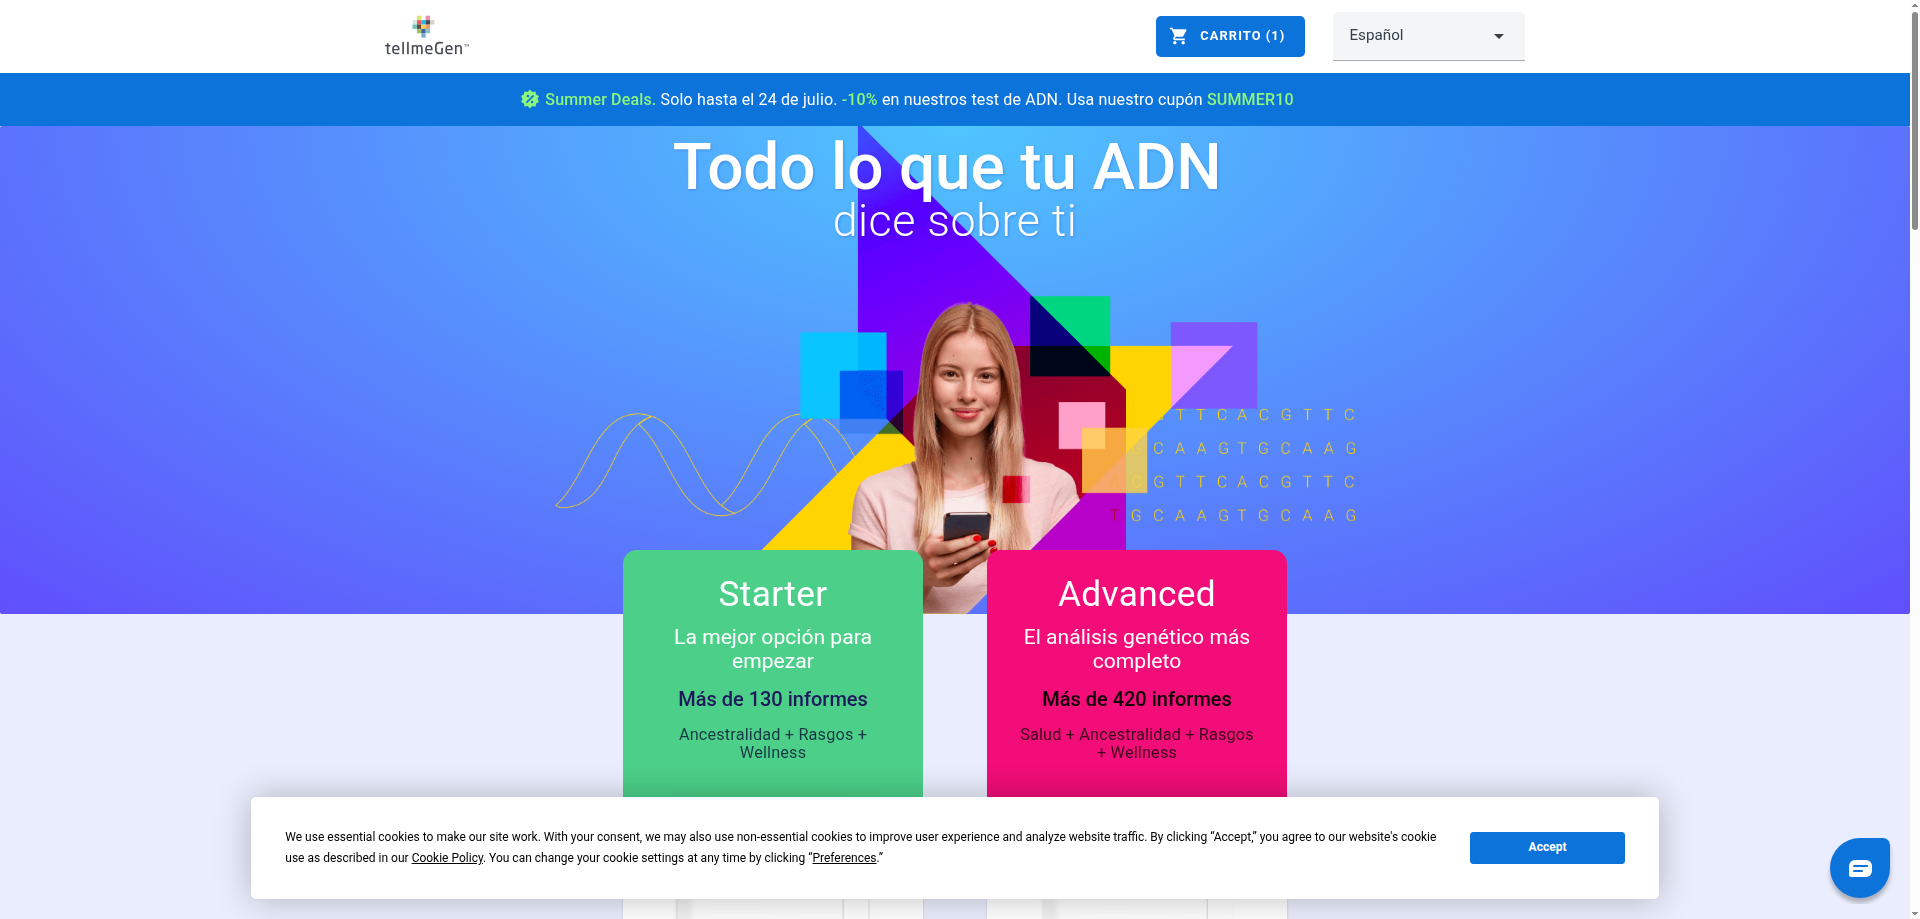 tellmeGen™
CARRITO (1)
Español
Summer Deals. Solo hasta el 24 de julio. -10% en nuestros test de ADN. Usa nuestro cupón SUMMER10
Todo lo que tu ADN
dice sobre ti
T T C A C G T T C
G C A A G T G C A A G
C G T T C A C G T T C
T G C A A G T G C A A G
Starter
La mejor opción para
empezar
Más de 130 informes
Ancestralidad + Rasgos +
Wellness
Advanced
El análisis genético más
completo
Más de 420 informes
Salud + Ancestralidad + Rasgos
+ Wellness
We use essential cookies to make our site work. With your consent, we may also use non-essential cookies to improve user experience and analyze website traffic. By clicking “Accept,” you agree to our website's cookie
use as described in our Cookie Policy. You can change your cookie settings at any time by clicking “Preferences.”
Accept